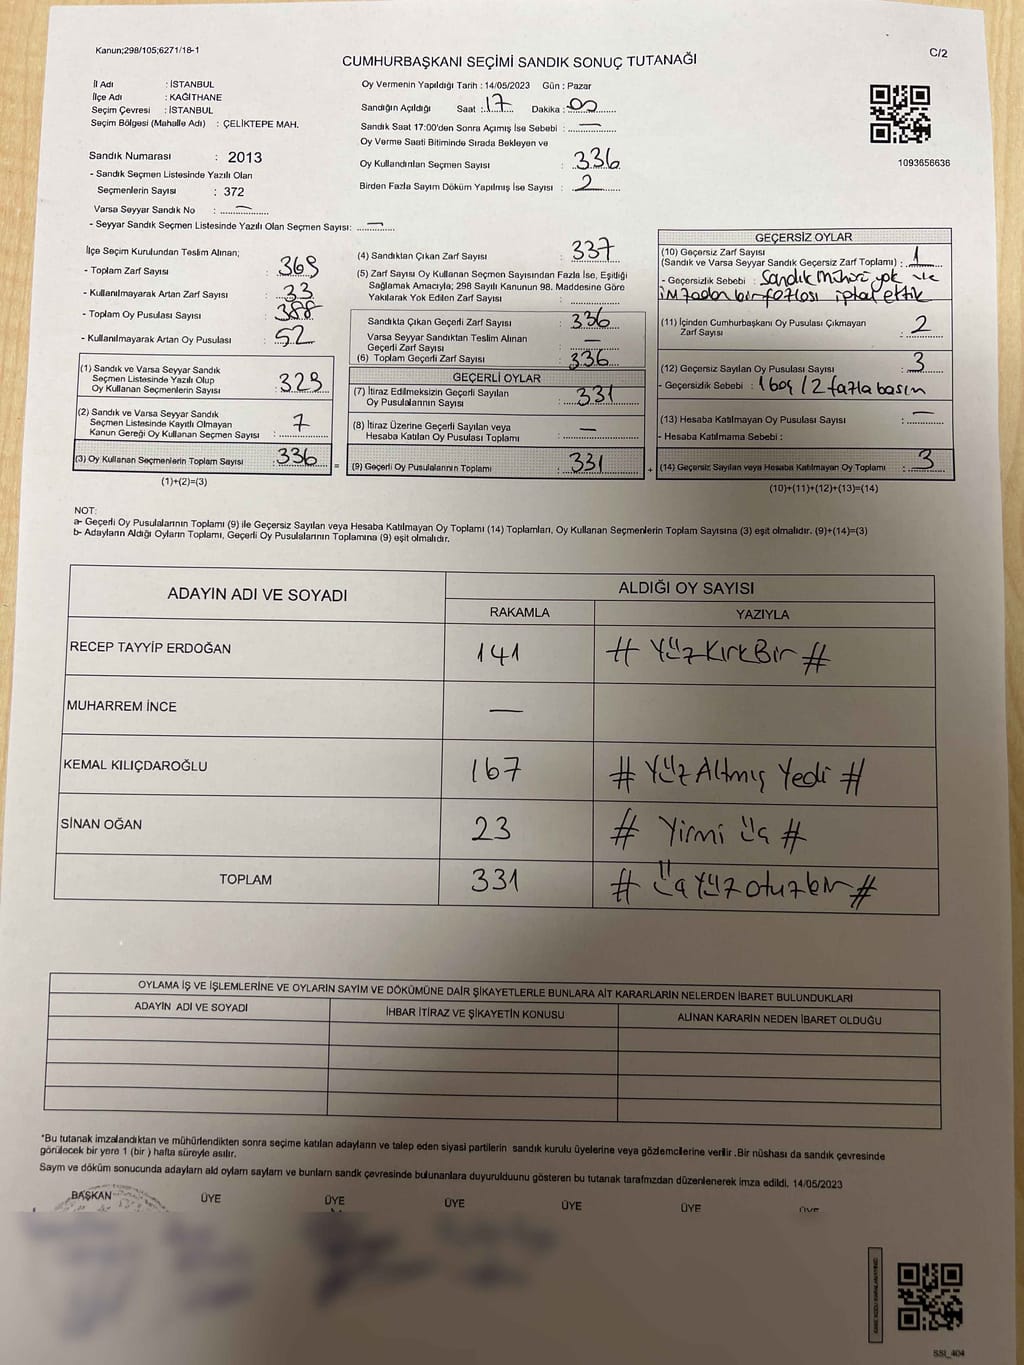 Kanun;298/105;6271/18-1
C/2
CUMHURBAŞKANI SEÇİMİ SANDIK SONUÇ TUTANAĞI
İl Adı : İSTANBUL
İlçe Adı : KAĞITHANE
Seçim Çevresi : İSTANBUL
Seçim Bölgesi (Mahalle Adı) : ÇELİKTEPE MAH.
Sandık Numarası : 2013
- Sandık Seçmen Listesinde Yazılı Olan
Seçmenlerin Sayısı : 372
Varsa Seyyar Sandık No : —
- Seyyar Sandık Seçmen Listesinde Yazılı Olan Seçmen Sayısı: —
Oy Vermenin Yapıldığı Tarih : 14/05/2023 Gün : Pazar
Sandığın Açıldığı Saat : 17 Dakika : 00
Sandık Saat 17:00'den Sonra Açımış İse Sebebi : —
Oy Verme Saati Bitiminde Sırada Bekleyen ve
Oy Kullandırılan Seçmen Sayısı : 336
Birden Fazla Sayım Döküm Yapılmış İse Sayısı : 2
1093656636
İlçe Seçim Kurulundan Teslim Alınan;
- Toplam Zarf Sayısı : 369
- Kullanılmayarak Artan Zarf Sayısı : 33
- Toplam Oy Pusulası Sayısı : 388
- Kullanılmayarak Artan Oy Pusulası : 52
(1) Sandık ve Varsa Seyyar Sandık
Seçmen Listesinde Yazılı Olup
Oy Kullanan Seçmenlerin Sayısı : 329
(2) Sandık ve Varsa Seyyar Sandık
Seçmen Listesinde Kayıtlı Olmayan
Kanun Gereği Oy Kullanan Seçmen Sayısı : 7
(3) Oy Kullanan Seçmenlerin Toplam Sayısı : 336
(1)+(2)=(3)
(4) Sandıktan Çıkan Zarf Sayısı : 337
(5) Zarf Sayısı Oy Kullanan Seçmen Sayısından Fazla İse, Eşitliği
Sağlamak Amacıyla; 298 Sayılı Kanunun 98. Maddesine Göre
Yakılarak Yok Edilen Zarf Sayısı :
Sandıkta Çıkan Geçerli Zarf Sayısı : 336
Varsa Seyyar Sandıktan Teslim Alınan
Geçerli Zarf Sayısı : —
(6) Toplam Geçerli Zarf Sayısı : 336
GEÇERLİ OYLAR
(7) İtiraz Edilmeksizin Geçerli Sayılan
Oy Pusulalarının Sayısı : 331
(8) İtiraz Üzerine Geçerli Sayılan veya
Hesaba Katılan Oy Pusulası Toplamı : —
(9) Geçerli Oy Pusulalarının Toplamı : 331
GEÇERSİZ OYLAR
(10) Geçersiz Zarf Sayısı
(Sandık ve Varsa Seyyar Sandık Geçersiz Zarf Toplamı) : 1
- Geçersizlik Sebebi : Sandık mührü yok ile
imzadan bir fazlası iptal ettik
(11) İçinden Cumhurbaşkanı Oy Pusulası Çıkmayan
Zarf Sayısı : 2
(12) Geçersiz Sayılan Oy Pusulası Sayısı : 3
- Geçersizlik Sebebi : 1 boş / 2 fazla basın
(13) Hesaba Katılmayan Oy Pusulası Sayısı : —
- Hesaba Katılmama Sebebi :
(14) Geçersiz Sayılan veya Hesaba Katılmayan Oy Toplamı : 3
(10)+(11)+(12)+(13)=(14)
NOT:
a- Geçerli Oy Pusulalarının Toplamı (9) ile Geçersiz Sayılan veya Hesaba Katılmayan Oy Toplamı (14) Toplamları, Oy Kullanan Seçmenlerin Toplam Sayısına (3) eşit olmalıdır. (9)+(14)=(3)
b- Adayların Aldığı Oyların Toplamı, Geçerli Oy Pusulalarının Toplamına (9) eşit olmalıdır.
ADAYIN ADI VE SOYADI
ALDIĞI OY SAYISI
RAKAMLA YAZIYLA
RECEP TAYYİP ERDOĞAN 141 # YüzKırkBir #
MUHARREM İNCE —
KEMAL KILIÇDAROĞLU 167 # Yüz Altmış Yedi #
SİNAN OĞAN 23 # Yirmi üç #
TOPLAM 331 # üç Yüz otuz bir #
OYLAMA İŞ VE İŞLEMLERİNE VE OYLARIN SAYIM VE DÖKÜMÜNE DAİR ŞİKAYETLERLE BUNLARA AİT KARARLARIN NELERDEN İBARET BULUNDUKLARI
ADAYIN ADI VE SOYADI İHBAR İTİRAZ VE ŞİKAYETİN KONUSU ALINAN KARARIN NEDEN İBARET OLDUĞU
*Bu tutanak imzalandıktan ve mühürlendikten sonra seçime katılan adayların ve talep eden siyasi partilerin sandık kurulu üyelerine veya gözlemcilerine verilir .Bir nüshası da sandık çevresinde
görülecek bir yere 1 (bir ) hafta süreyle asılır.
Sayım ve döküm sonucunda adayların ald oyların sayların ve bunların sandk çevresinde bulunanlara duyurulduunu gösteren bu tutanak tarafmzdan düzenlenerek imza edildi, 14/05/2023
BAŞKAN ÜYE ÜYE ÜYE ÜYE ÜYE ÜYE
SSI_404